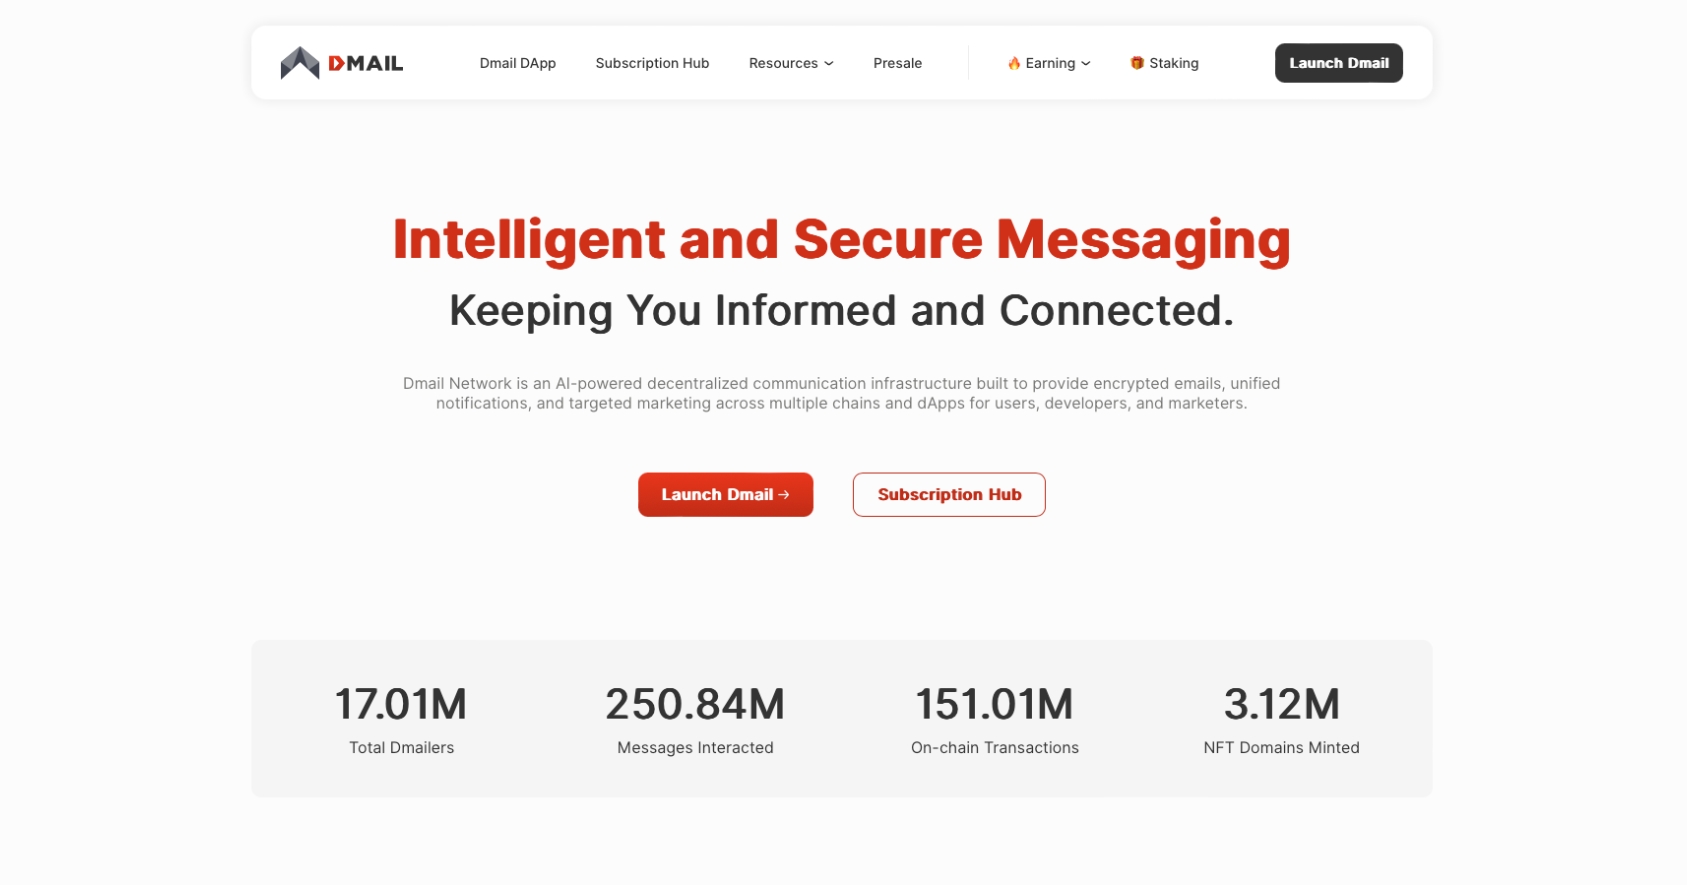 DMAIL
Dmail DApp
Subscription Hub
Resources
Presale
Earning
Staking
Launch Dmail
Intelligent and Secure Messaging
Keeping You Informed and Connected.
Dmail Network is an AI-powered decentralized communication infrastructure built to provide encrypted emails, unified
notifications, and targeted marketing across multiple chains and dApps for users, developers, and marketers.
Launch Dmail →
Subscription Hub
17.01M
Total Dmailers
250.84M
Messages Interacted
151.01M
On-chain Transactions
3.12M
NFT Domains Minted